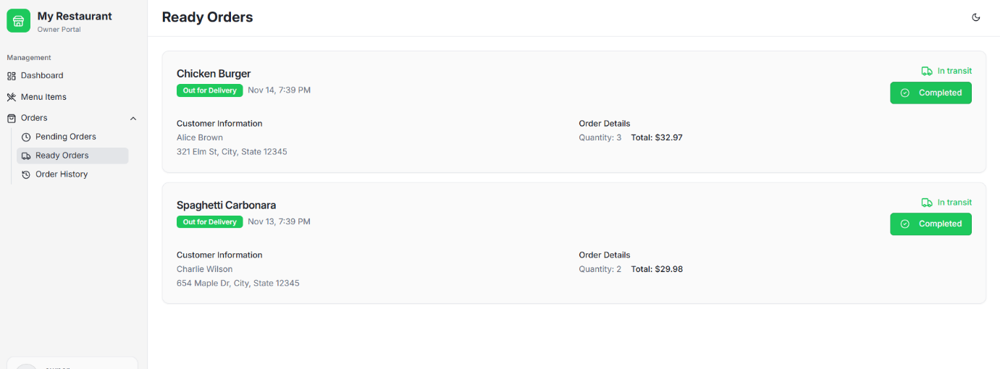 My Restaurant
Owner Portal
Management
Dashboard
Menu Items
Orders
Pending Orders
Ready Orders
Order History
Ready Orders
Chicken Burger
In transit
Out for Delivery Nov 14, 7:39 PM
Completed
Customer Information
Alice Brown
321 Elm St, City, State 12345
Order Details
Quantity: 3 Total: $32.97
Spaghetti Carbonara
In transit
Out for Delivery Nov 13, 7:39 PM
Completed
Customer Information
Charlie Wilson
654 Maple Dr, City, State 12345
Order Details
Quantity: 2 Total: $29.98